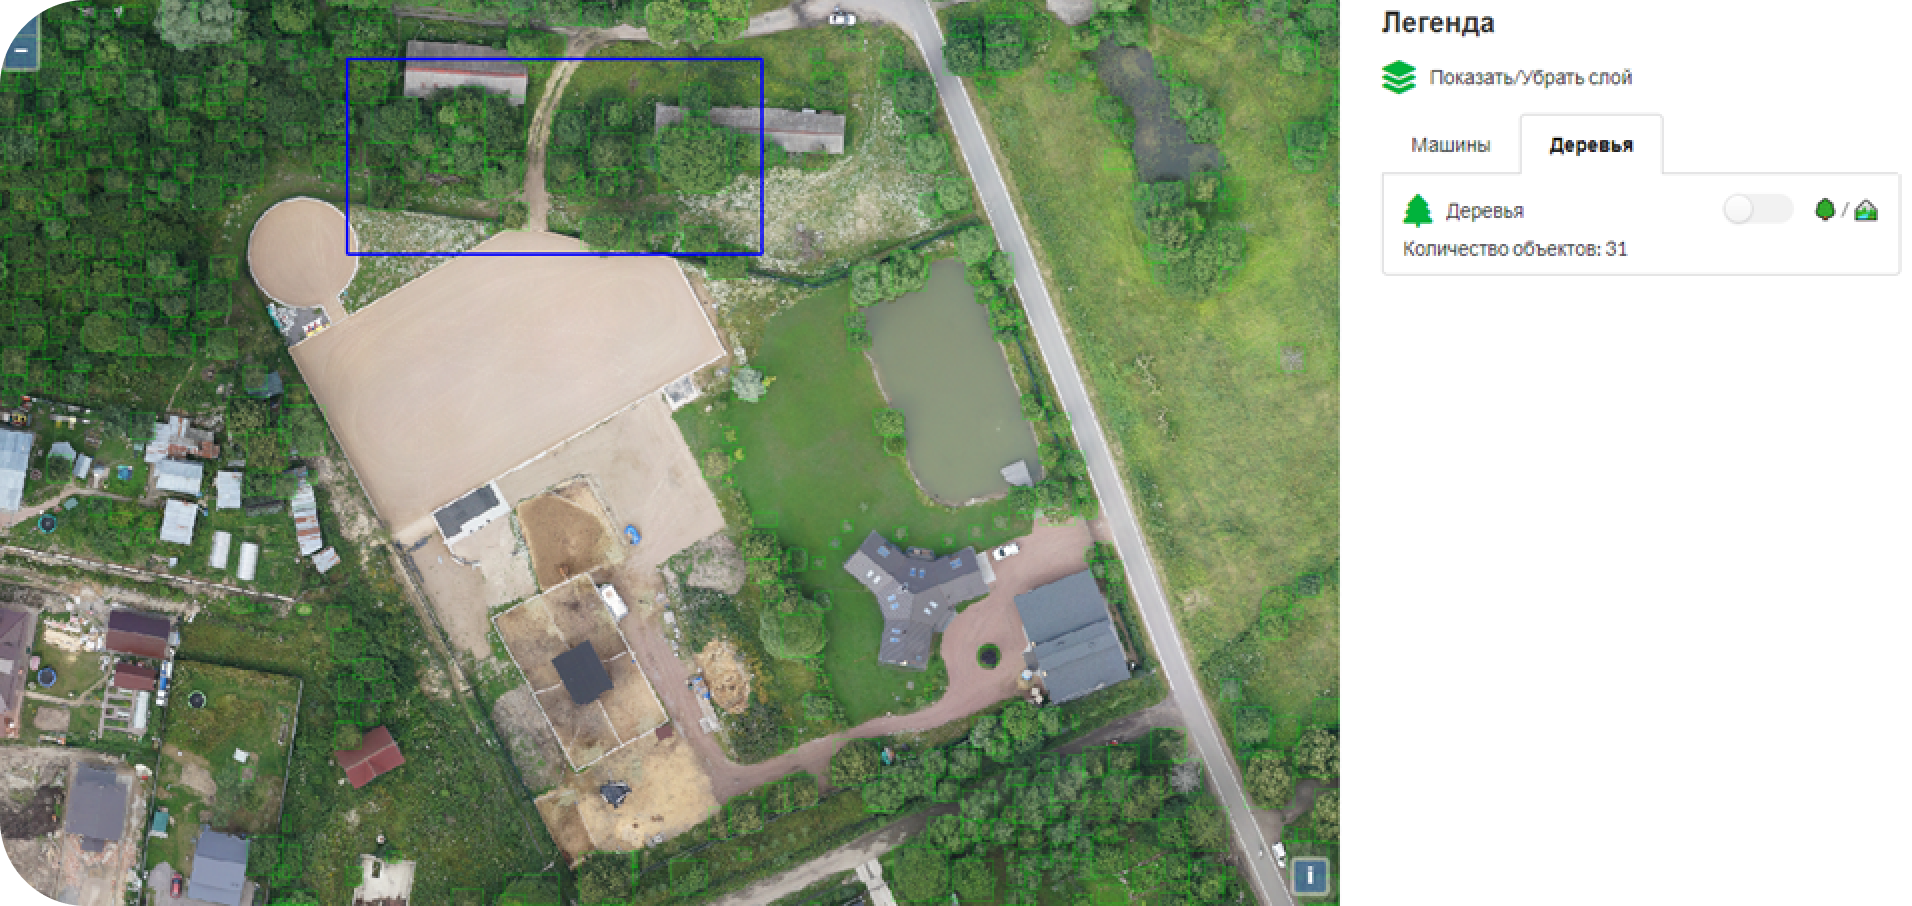 Легенда
Показать/Убрать слой
Машины
Деревья
Деревья
/
Количество объектов: 31
−
i